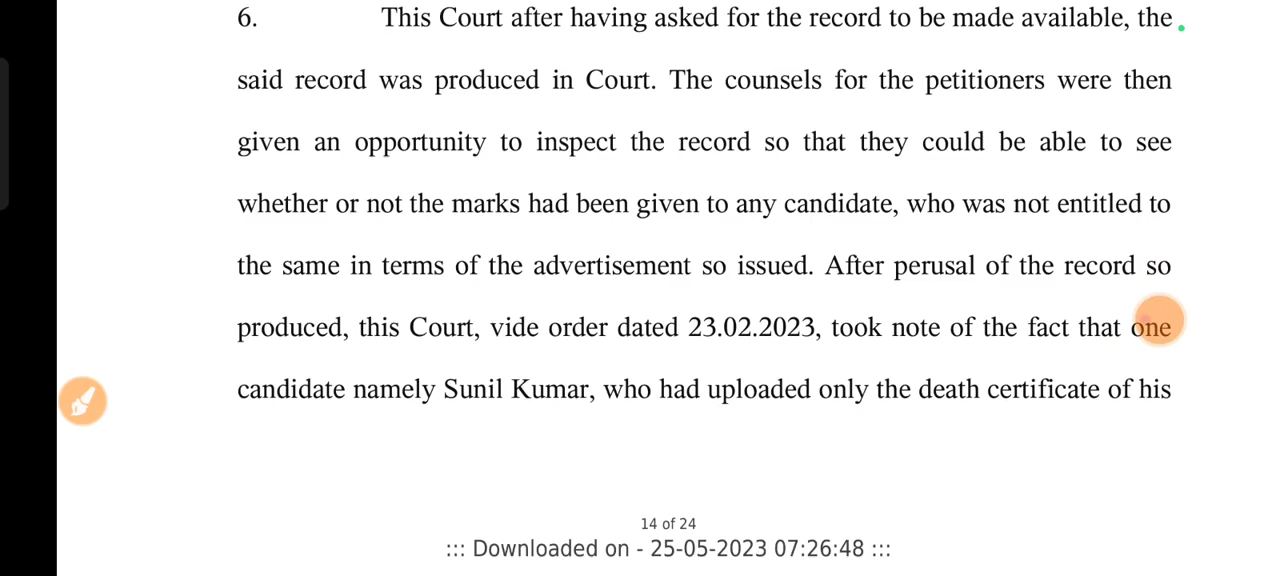 6. This Court after having asked for the record to be made available, the
said record was produced in Court. The counsels for the petitioners were then
given an opportunity to inspect the record so that they could be able to see
whether or not the marks had been given to any candidate, who was not entitled to
the same in terms of the advertisement so issued. After perusal of the record so
produced, this Court, vide order dated 23.02.2023, took note of the fact that one
candidate namely Sunil Kumar, who had uploaded only the death certificate of his
14 of 24
::: Downloaded on - 25-05-2023 07:26:48 :::